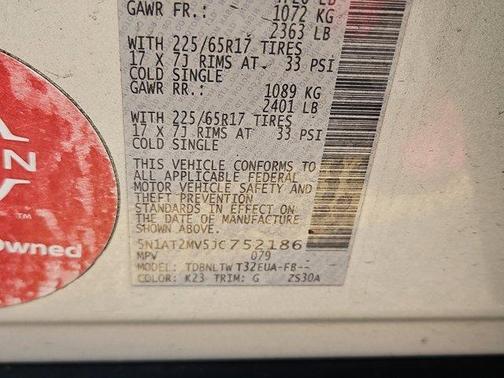 GAWR FR.: 1072 KG
2363 LB
WITH 225/65R17 TIRES
17 X 7J RIMS AT 33 PSI
COLD SINGLE
GAWR RR.: 1089 KG
2401 LB
WITH 225/65R17 TIRES
17 X 7J RIMS AT 33 PSI
COLD SINGLE
THIS VEHICLE CONFORMS TO
ALL APPLICABLE FEDERAL
MOTOR VEHICLE SAFETY AND
THEFT PREVENTION
STANDARDS IN EFFECT ON
THE DATE OF MANUFACTURE
SHOWN ABOVE.
5N1AT2MV5JC752186
MPV 079
MODEL: TDBNLTW T32EUA-FB--
COLOR: K23 TRIM: G ZS30A
N
TM
Owned